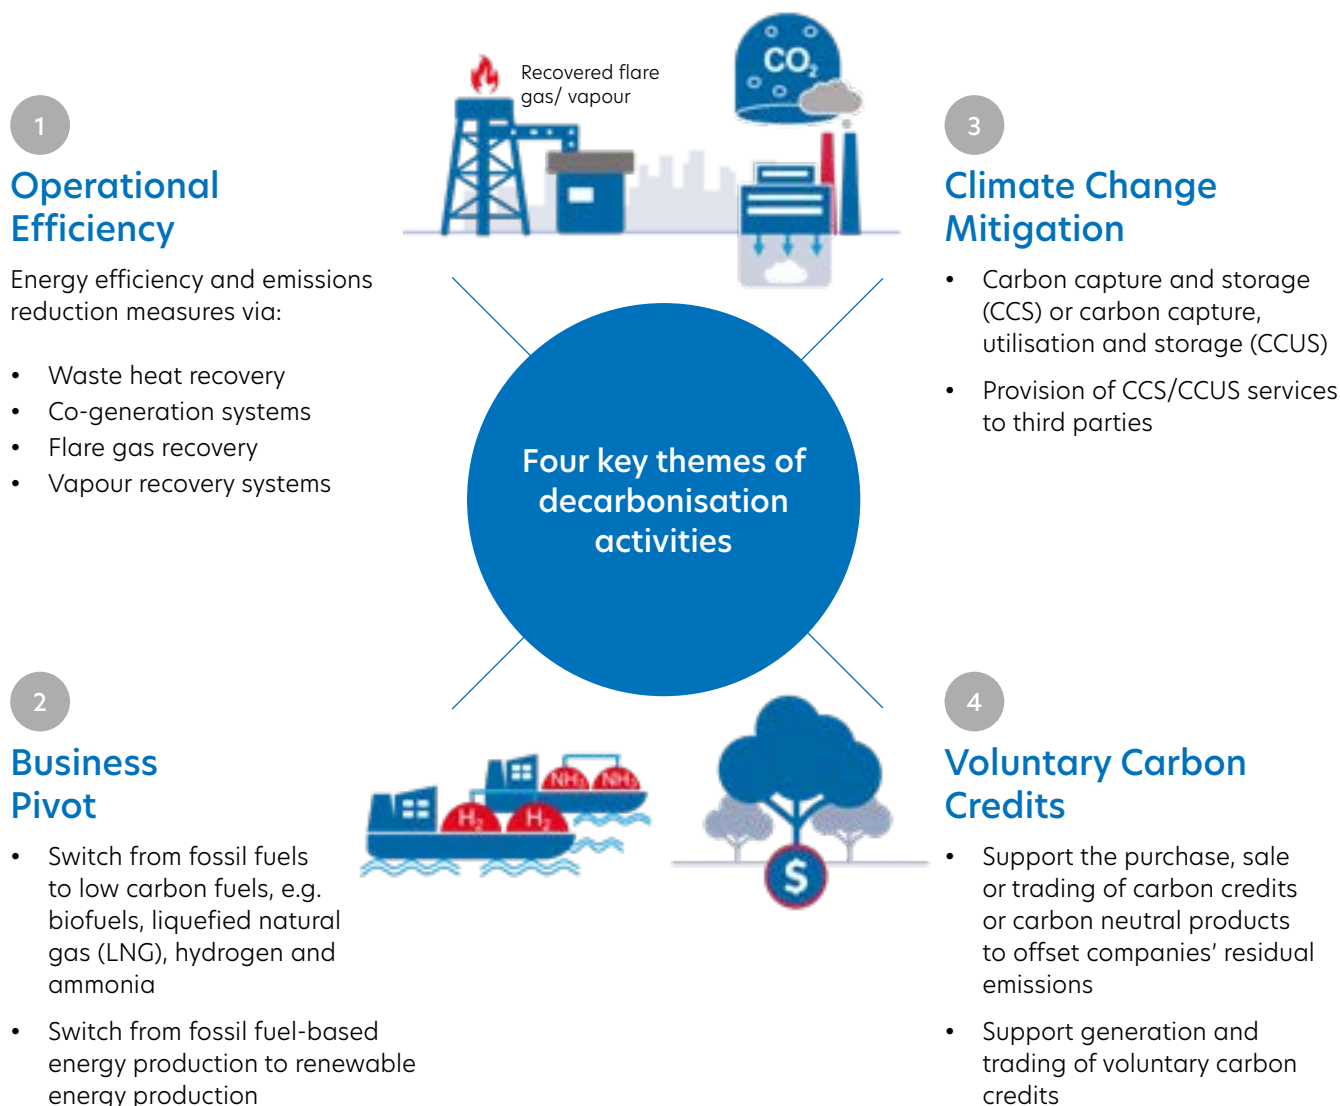 Recovered flare
gas/ vapour
CO₂
1
Operational
Efficiency
Energy efficiency and emissions
reduction measures via:
• Waste heat recovery
• Co-generation systems
• Flare gas recovery
• Vapour recovery systems
3
Climate Change
Mitigation
• Carbon capture and storage
(CCS) or carbon capture,
utilisation and storage (CCUS)
• Provision of CCS/CCUS services
to third parties
Four key themes of
decarbonisation
activities
2
Business
Pivot
• Switch from fossil fuels
to low carbon fuels, e.g.
biofuels, liquefied natural
gas (LNG), hydrogen and
ammonia
• Switch from fossil fuel-based
energy production to renewable
energy production
NH₃ NH₃
H₂ H₂
$
4
Voluntary Carbon
Credits
• Support the purchase, sale
or trading of carbon credits
or carbon neutral products
to offset companies’ residual
emissions
• Support generation and
trading of voluntary carbon
credits